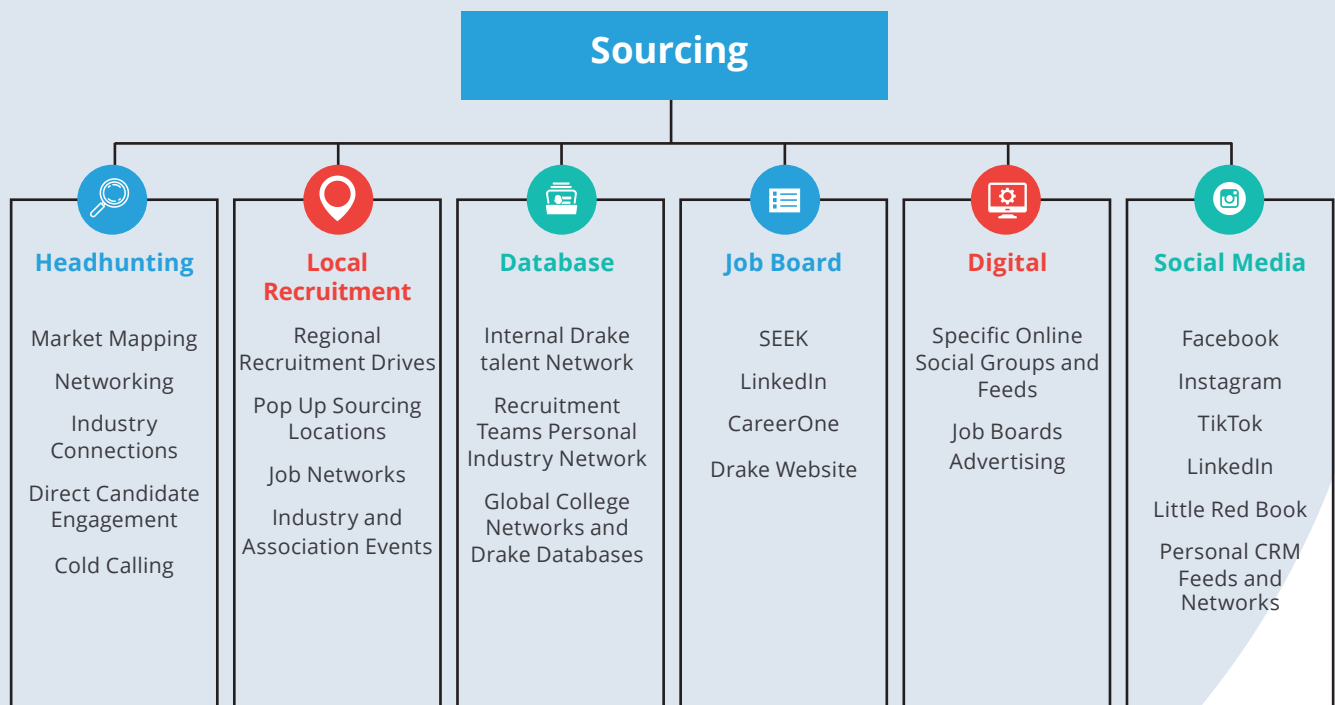 Sourcing
Headhunting
Market Mapping
Networking
Industry
Connections
Direct Candidate
Engagement
Cold Calling
Local
Recruitment
Regional
Recruitment Drives
Pop Up Sourcing
Locations
Job Networks
Industry and
Association Events
Database
Internal Drake
talent Network
Recruitment
Teams Personal
Industry Network
Global College
Networks and
Drake Databases
Job Board
SEEK
LinkedIn
CareerOne
Drake Website
Digital
Specific Online
Social Groups and
Feeds
Job Boards
Advertising
Social Media
Facebook
Instagram
TikTok
LinkedIn
Little Red Book
Personal CRM
Feeds and
Networks